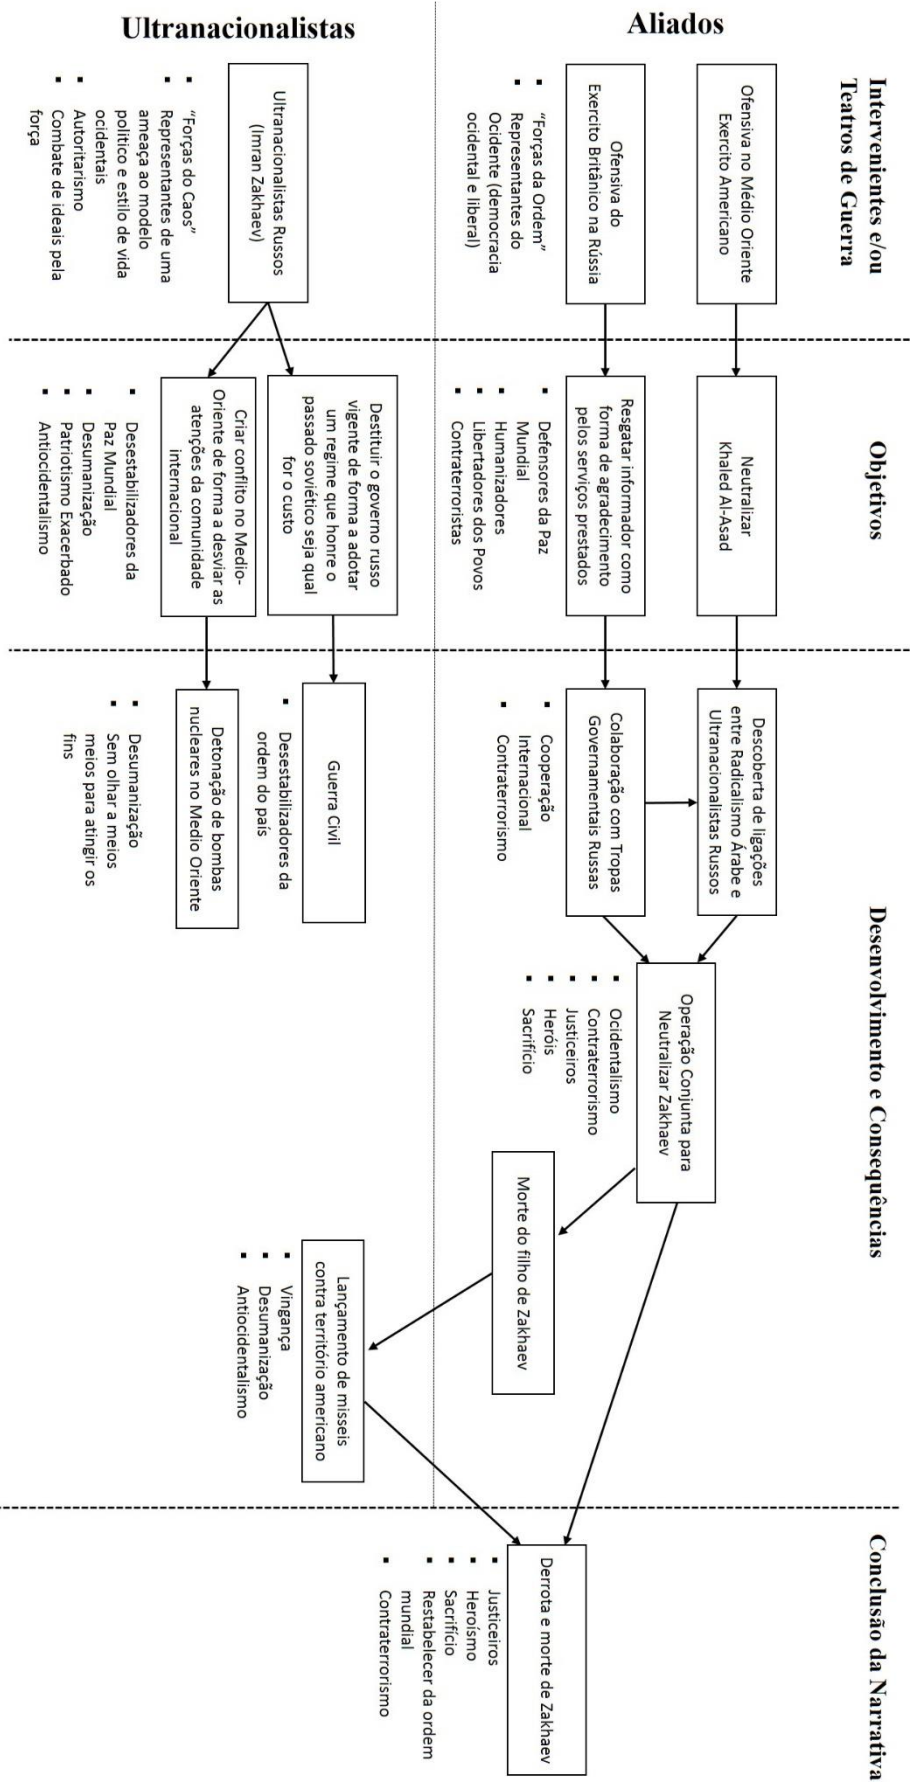 Intervenientes e/ou
Teatros de Guerra
Objetivos
Desenvolvimento e Consequências
Conclusão da Narrativa
Aliados
Ofensiva no Médio Oriente
Exercito Americano
Neutralizar
Khaled Al-Asad
Descoberta de ligações
entre Radicalismo Árabe e
Ultranacionalistas Russos
Ofensiva do
Exercito Britânico na Rússia
▪ "Forças da Ordem"
▪ Representantes do
Ocidente (democracia
ocidental e liberal)
Resgatar informador como
forma de agradecimento
pelos serviços prestados
▪ Defensores da Paz
Mundial
▪ Humanizadores
▪ Libertadores dos Povos
▪ Contraterroristas
Colaboração com Tropas
Governamentais Russas
▪ Cooperação
Internacional
▪ Contraterrorismo
Operação Conjunta para
Neutralizar Zakhaev
▪ Ocidentalismo
▪ Contraterrorismo
▪ Justiceiros
▪ Heróis
▪ Sacrifício
Morte do filho de Zakhaev
Derrota e morte de Zakhaev
▪ Justiceiros
▪ Heroísmo
▪ Sacrifício
▪ Restabelecer da ordem
mundial
▪ Contraterrorismo
Ultranacionalistas
Ultranacionalistas Russos
(Imran Zakhaev)
▪ "Forças do Caos"
▪ Representantes de uma
ameaça ao modelo
politico e estilo de vida
ocidentais
▪ Autoritarismo
▪ Combate de ideais pela
força
Destituir o governo russo
vigente de forma a adotar
um regime que honre o
passado soviético seja qual
for o custo
Criar conflito no Medio-
Oriente de forma a desviar as
atenções da comunidade
internacional
▪ Desestabilizadores da
Paz Mundial
▪ Desumanização
▪ Patriotismo Exacerbado
▪ Antiocidentalismo
Guerra Civil
▪ Desestabilizadores da
ordem do país
Detonação de bombas
nucleares no Medio Oriente
▪ Desumanização
▪ Sem olhar a meios
meios para atingir os
fins
Lançamento de misseis
contra território americano
▪ Vingança
▪ Desumanização
▪ Antiocidentalismo